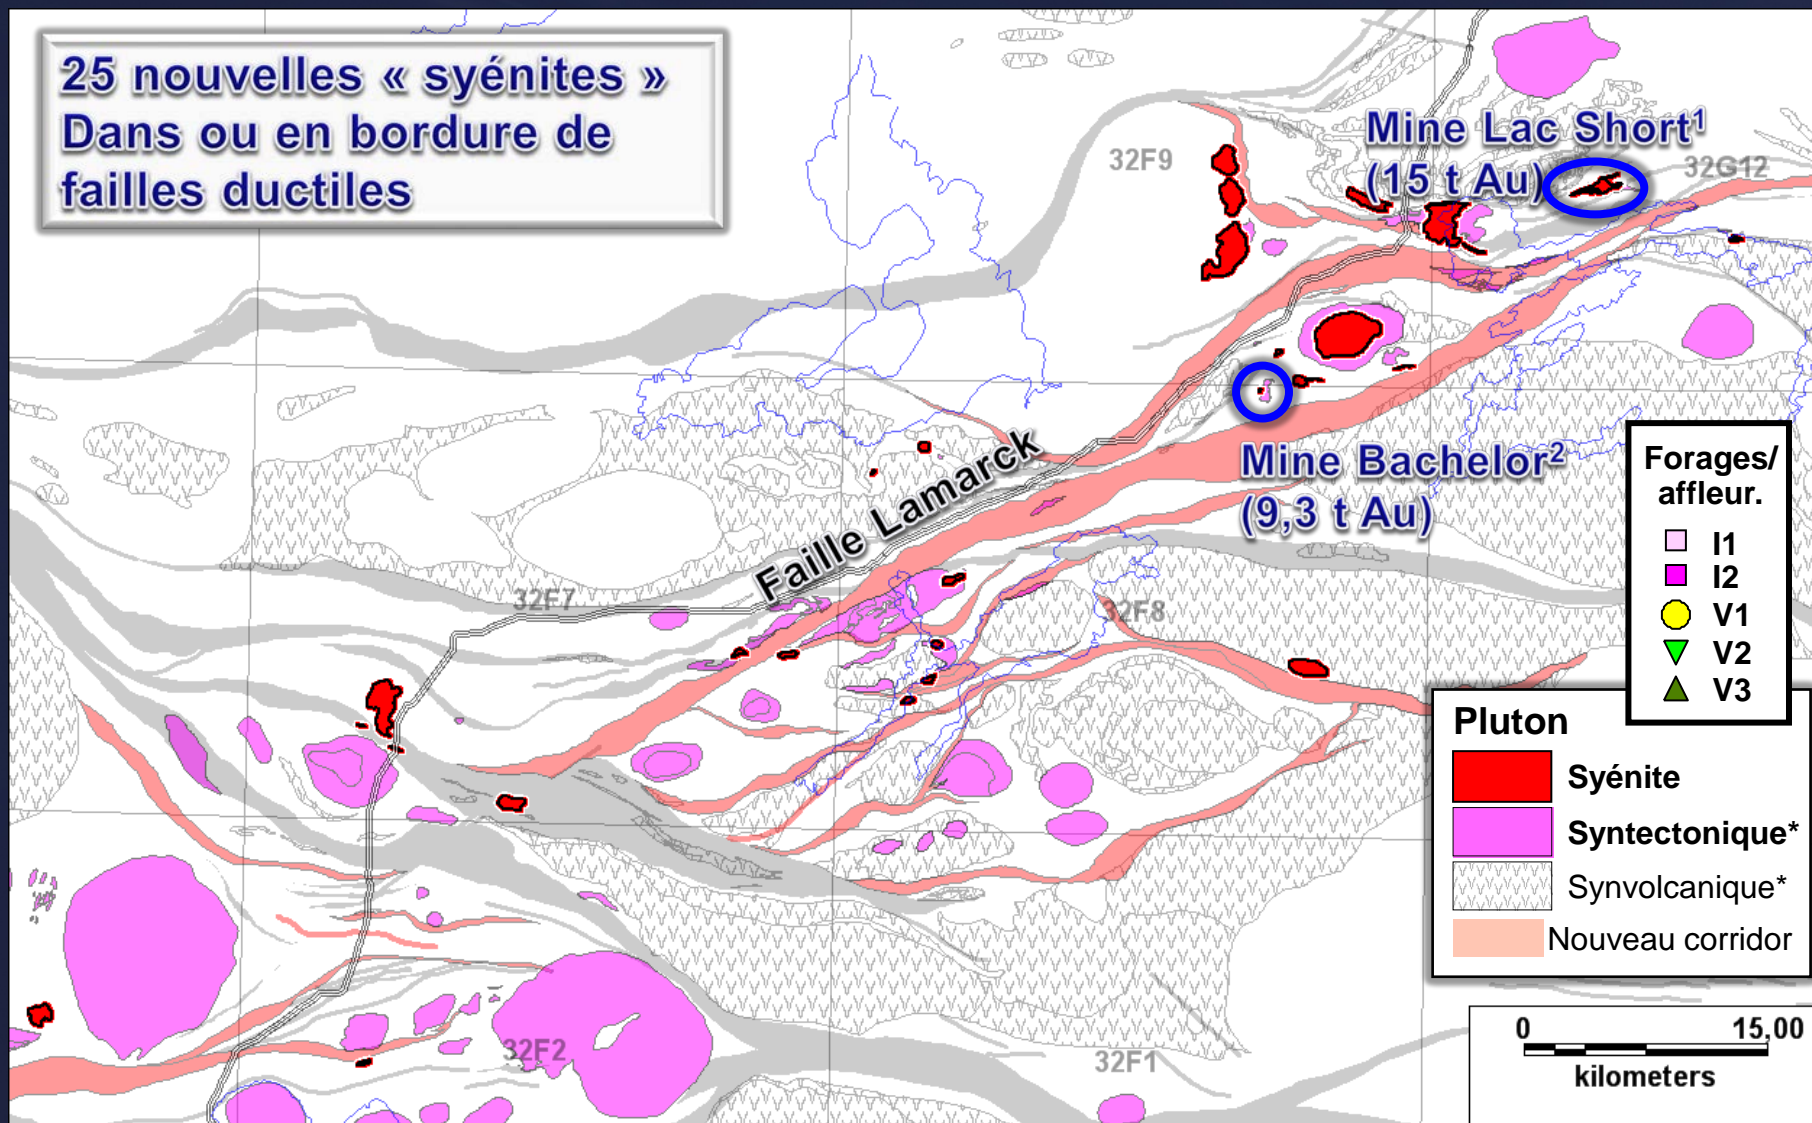 25 nouvelles « syénites »
Dans ou en bordure de
failles ductiles
32F9
Mine Lac Short¹
(15 t Au)
32G12
Mine Bachelor²
(9,3 t Au)
Faille Lamarck
32F7
32F8
32F2
32F1
Forages/
affleur.
I1
I2
V1
V2
V3
Pluton
Syénite
Syntectonique*
Synvolcanique*
Nouveau corridor
0 15,00
kilometers